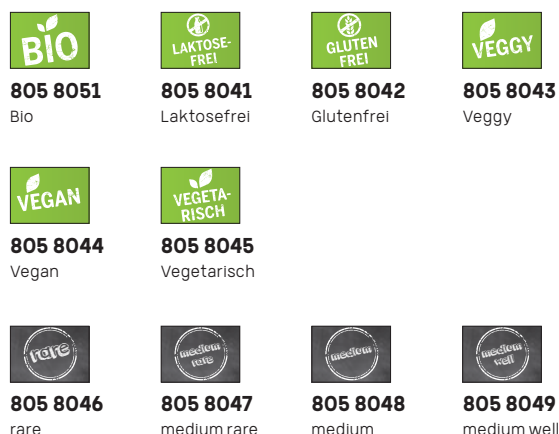 BIO
LAKTOSE-
FREI
GLUTEN
FREI
VEGGY
805 8051
805 8041
805 8042
805 8043
Bio
Laktosefrei
Glutenfrei
Veggy
VEGAN
VEGETA-
RISCH
805 8044
805 8045
Vegan
Vegetarisch
rare
medium
rare
medium
medium
well
805 8046
805 8047
805 8048
805 8049
rare
medium rare
medium
medium well